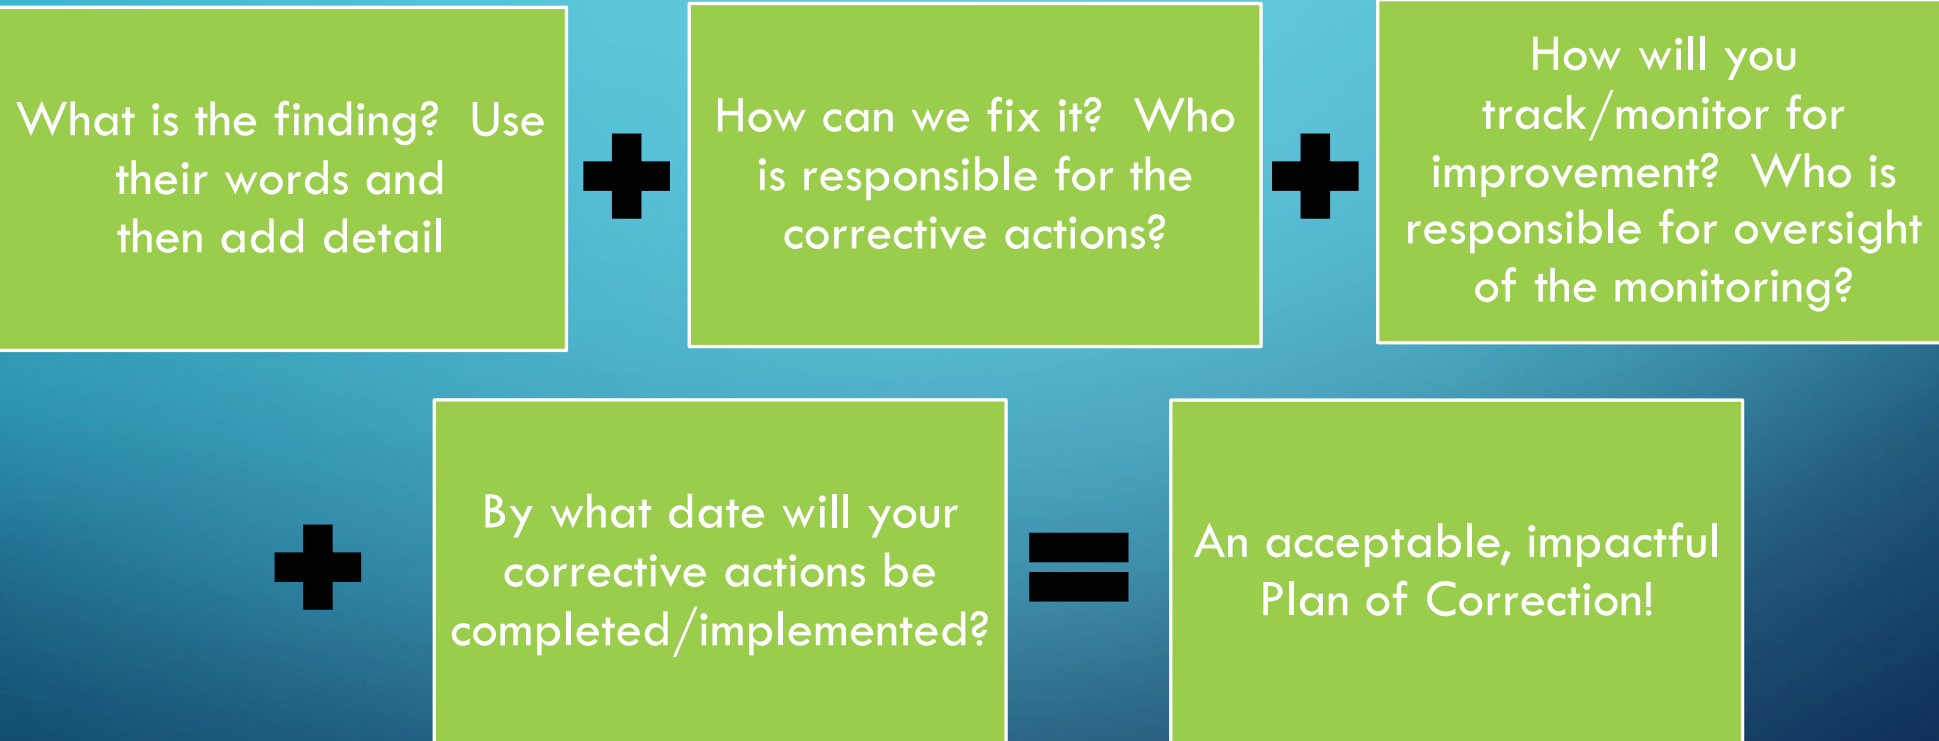 What is the finding?  Use
their words and
then add detail
How can we fix it?  Who
is responsible for the
corrective actions?
How will you
track/monitor for
improvement?  Who is
responsible for oversight
of the monitoring?
By what date will your
corrective actions be
completed/implemented?
An acceptable, impactful
Plan of Correction!